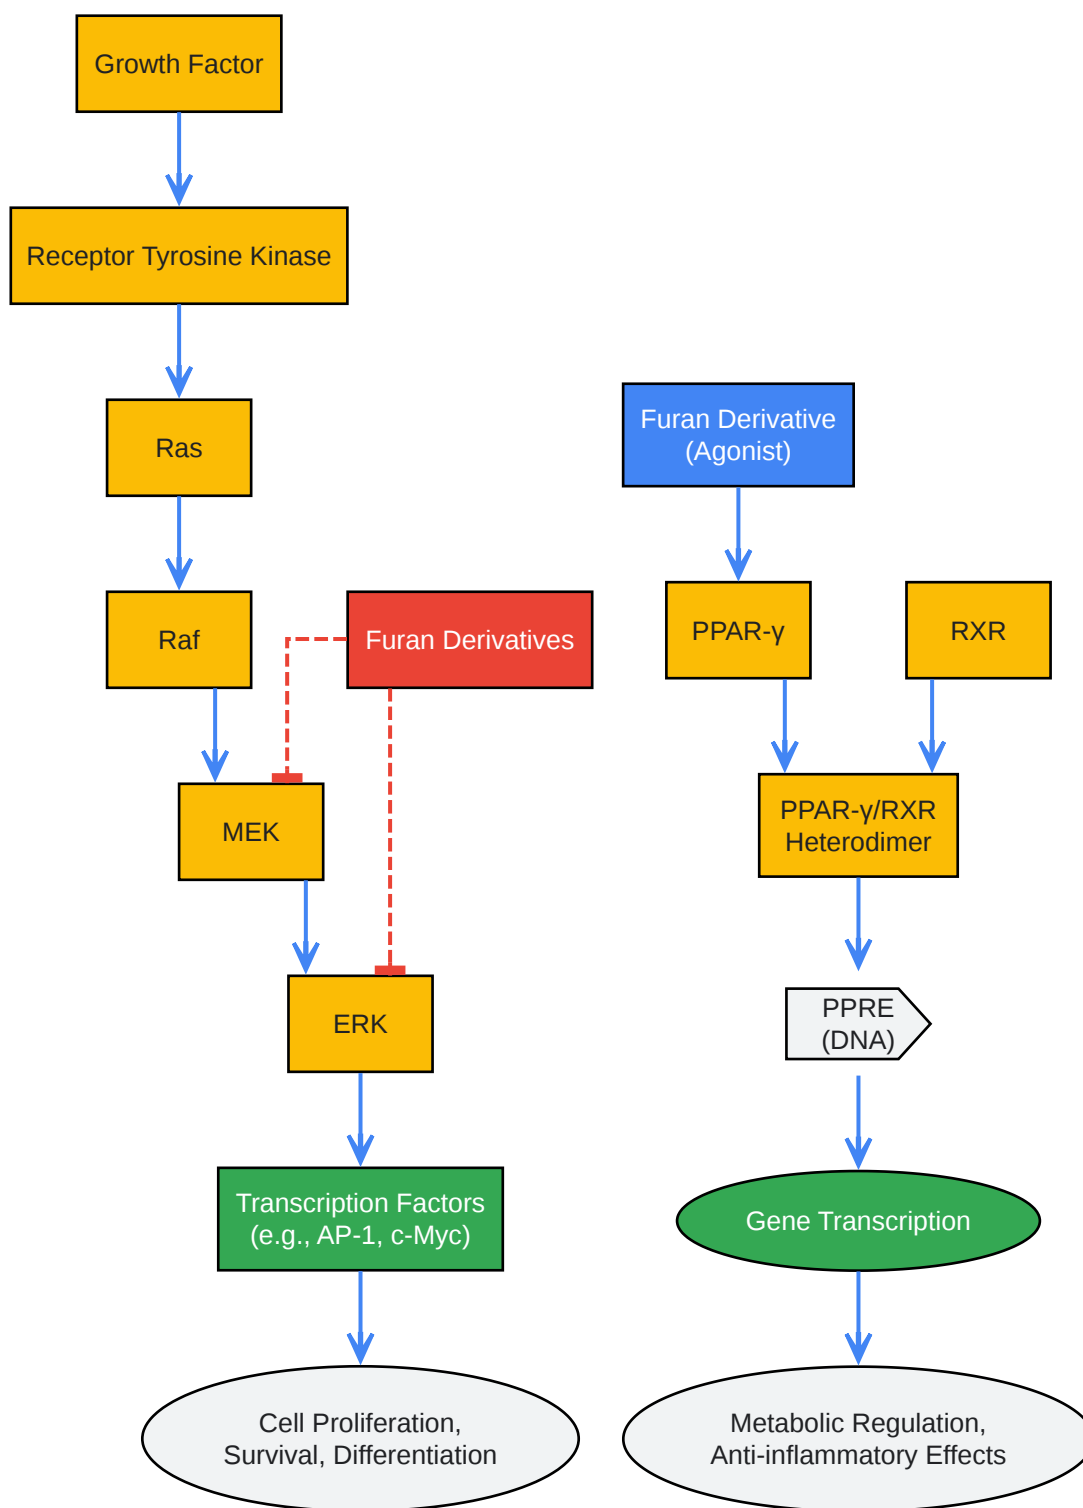 Growth Factor
Receptor Tyrosine Kinase
Ras
Raf
Furan Derivatives
MEK
ERK
Transcription Factors
(e.g., AP-1, c-Myc)
Cell Proliferation,
Survival, Differentiation
Furan Derivative
(Agonist)
PPAR-γ
RXR
PPAR-γ/RXR
Heterodimer
PPRE
(DNA)
Gene Transcription
Metabolic Regulation,
Anti-inflammatory Effects